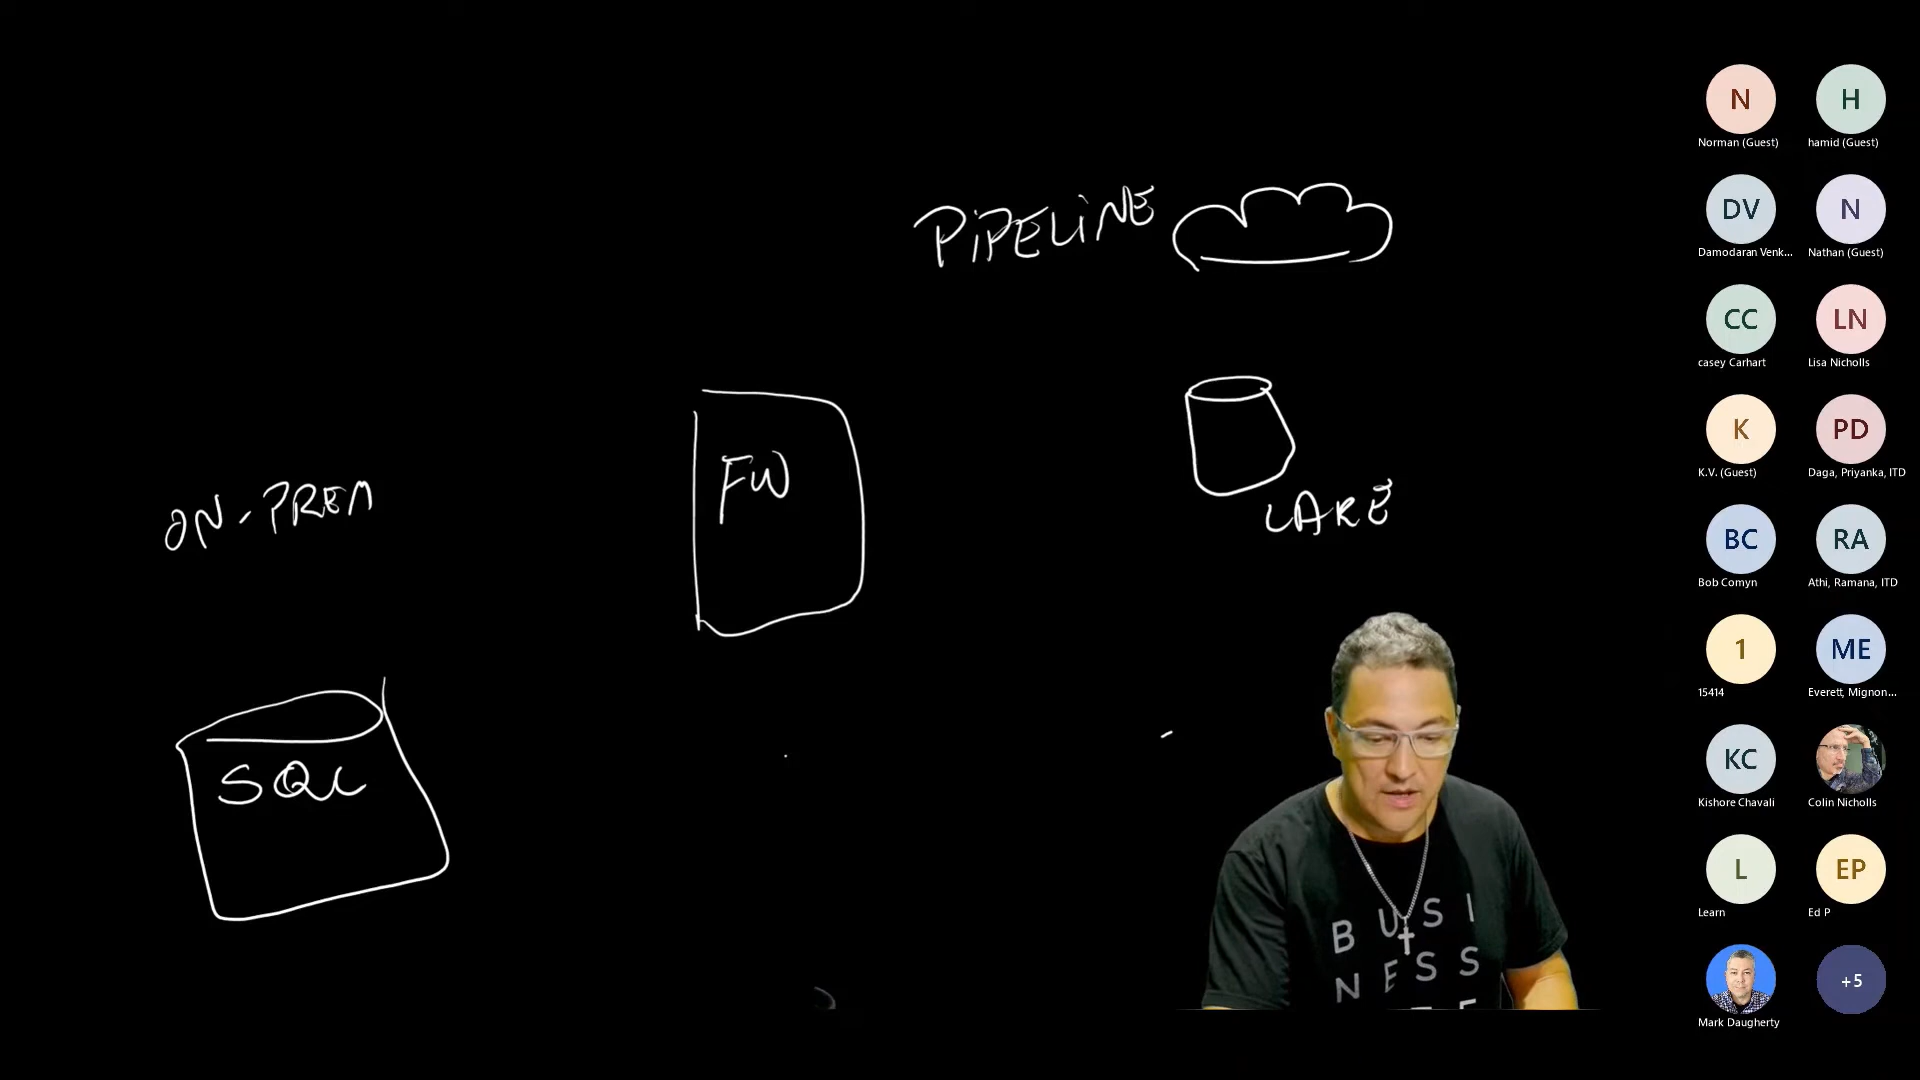 PIPELINE
FW
ON-PREM
LAKE
SQL
BUSI
NESS
N
Norman (Guest)
H
hamid (Guest)
DV
Damodaran Venk...
N
Nathan (Guest)
CC
casey Carhart
LN
Lisa Nicholls
K
K.V. (Guest)
PD
Daga, Priyanka, ITD
BC
Bob Comyn
RA
Athi, Ramana, ITD
1
15414
ME
Everett, Mignon...
KC
Kishore Chavali
Colin Nicholls
L
Learn
EP
Ed P
Mark Daugherty
+5